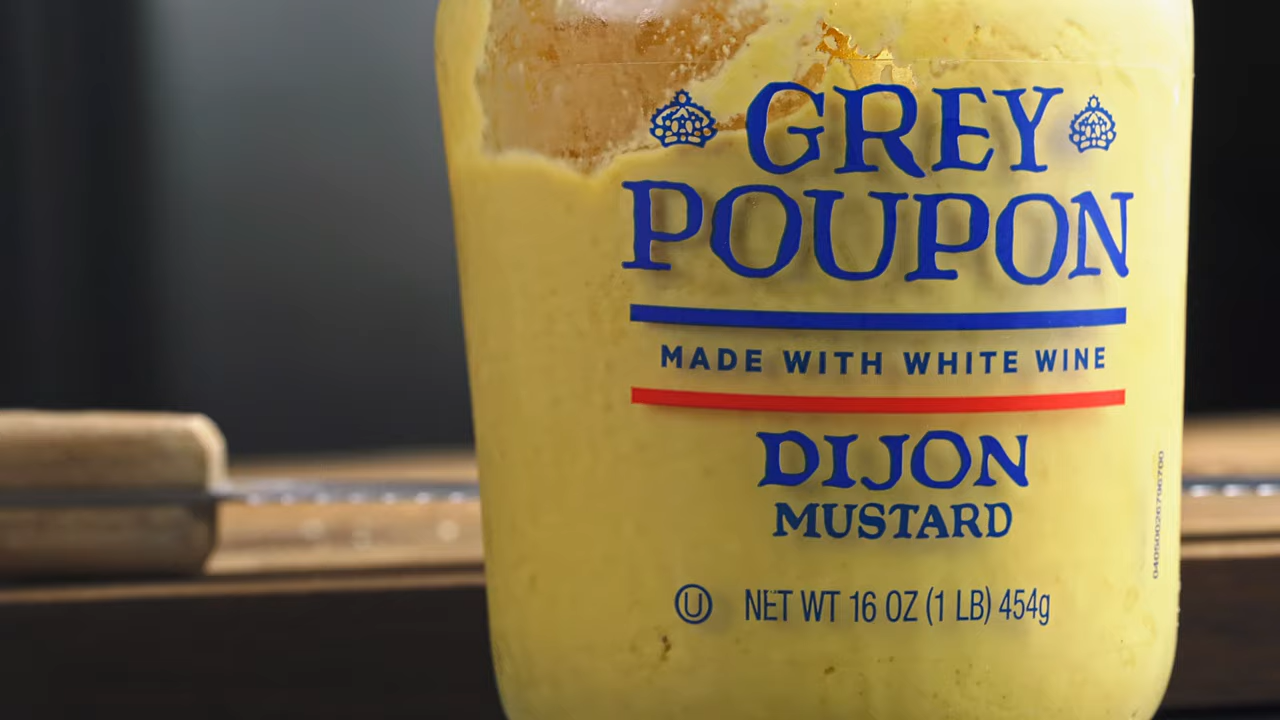 GREY
POUPON
MADE WITH WHITE WINE
DIJON
MUSTARD
U NET WT 16 OZ (1 LB) 454g